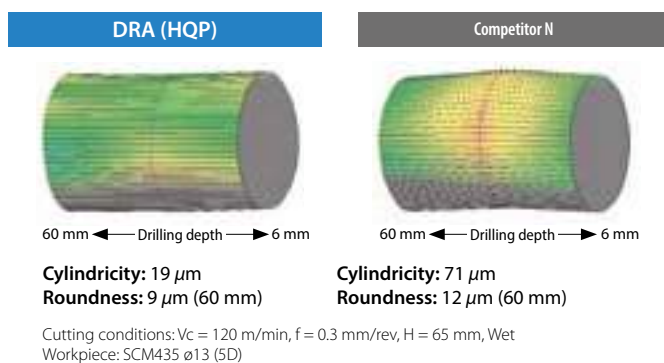 DRA (HQP)
Competitor N
60 mm ◄— Drilling depth —► 6 mm
60 mm ◄— Drilling depth —► 6 mm
Cylindricity: 19 µm
Roundness: 9 µm (60 mm)
Cylindricity: 71 µm
Roundness: 12 µm (60 mm)
Cutting conditions: Vc = 120 m/min, f = 0.3 mm/rev, H = 65 mm, Wet
Workpiece: SCM435 ø13 (5D)